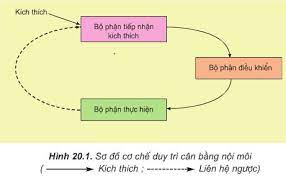 Kích thích
Bộ phận tiếp nhận
kích thích
Bộ phận điều khiển
Bộ phận thực hiện
Hình 20.1. Sơ đồ cơ chế duy trì cân bằng nội môi
( Kích thích ; Liên hệ ngược)